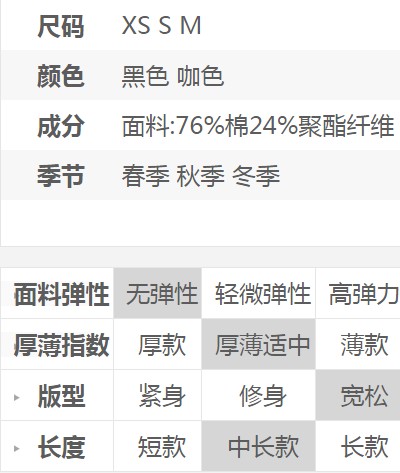 尺码 XS S M
颜色 黑色 咖色
成分 面料:76%棉24%聚酯纤维
季节 春季 秋季 冬季
面料弹性 无弹性 轻微弹性 高弹力
厚薄指数 厚款 厚薄适中 薄款
版型 紧身 修身 宽松
长度 短款 中长款 长款